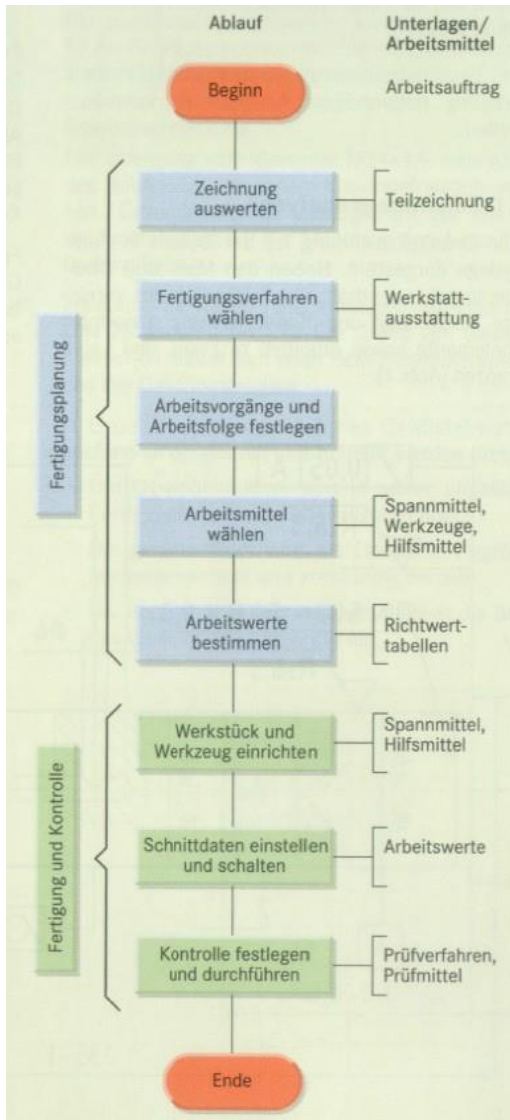 Ablauf
Unterlagen/
Arbeitsmittel
Beginn
Arbeitsauftrag
Fertigungsplanung
Zeichnung
auswerten
Teilzeichnung
Fertigungsverfahren
wählen
Werkstatt-
ausstattung
Arbeitsvorgänge und
Arbeitsfolge festlegen
Arbeitsmittel
wählen
Spannmittel,
Werkzeuge,
Hilfsmittel
Arbeitswerte
bestimmen
Richtwert-
tabellen
Fertigung und Kontrolle
Werkstück und
Werkzeug einrichten
Spannmittel,
Hilfsmittel
Schnittdaten einstellen
und schalten
Arbeitswerte
Kontrolle festlegen
und durchführen
Prüfverfahren,
Prüfmittel
Ende